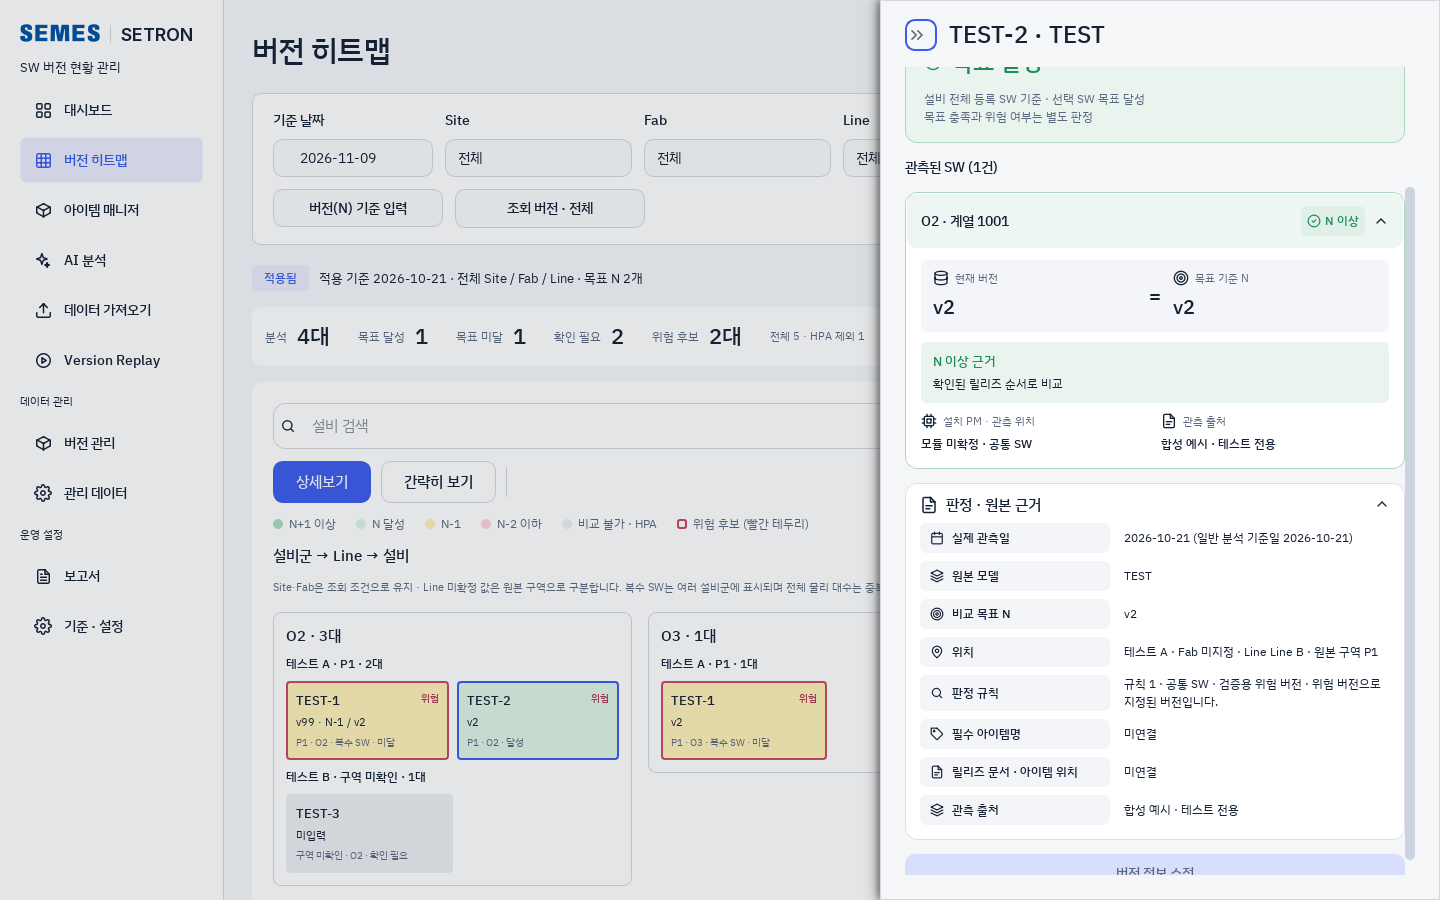 SEMES SETRON
SW 버전 현황 관리
대시보드
버전 히트맵
아이템 매니저
AI 분석
데이터 가져오기
Version Replay
데이터 관리
버전 관리
관리 데이터
운영 설정
보고서
기준 · 설정
버전 히트맵
기준 날짜
Site
Fab
Line
2026-11-09
전체
전체
전체
버전(N) 기준 입력
조회 버전 · 전체
적용됨
적용 기준 2026-10-21 · 전체 Site / Fab / Line · 목표 N 2개
분석 4대
목표 달성 1
목표 미달 1
확인 필요 2
위험 후보 2대
전체 5 · HPA 제외 1
설비 검색
상세보기
간략히 보기
N+1 이상
N 달성
N-1
N-2 이하
비교 불가 · HPA
위험 후보 (빨간 테두리)
설비군 → Line → 설비
Site·Fab은 조회 조건으로 유지 · Line 미확정 값은 원본 구역으로 구분합니다. 복수 SW는 여러 설비군에 표시되며 전체 물리 대수는 중복
O2 · 3대
테스트 A · P1 · 2대
TEST-1
위험
v99 · N-1 / v2
P1 · O2 · 복수 SW · 미달
TEST-2
위험
v2
P1 · O2 · 달성
테스트 B · 구역 미확인 · 1대
TEST-3
미입력
구역 미확인 · O2 · 확인 필요
O3 · 1대
테스트 A · P1 · 1대
TEST-1
위험
v2
P1 · O3 · 복수 SW · 미달
TEST-2 · TEST
목표 달성
설비 전체 등록 SW 기준 · 선택 SW 목표 달성
목표 충족과 위험 여부는 별도 판정
관측된 SW (1건)
O2 · 계열 1001
N 이상
현재 버전
v2
=
목표 기준 N
v2
N 이상 근거
확인된 릴리즈 순서로 비교
설치 PM · 관측 위치
모듈 미확정 · 공통 SW
관측 출처
합성 예시 · 테스트 전용
판정 · 원본 근거
실제 관측일
2026-10-21 (일반 분석 기준일 2026-10-21)
원본 모델
TEST
비교 목표 N
v2
위치
테스트 A · Fab 미지정 · Line Line B · 원본 구역 P1
판정 규칙
규칙 1 · 공통 SW · 검증용 위험 버전 · 위험 버전으로
지정된 버전입니다.
필수 아이템명
미연결
릴리즈 문서 · 아이템 위치
미연결
관측 출처
합성 예시 · 테스트 전용
버전 정보 수정